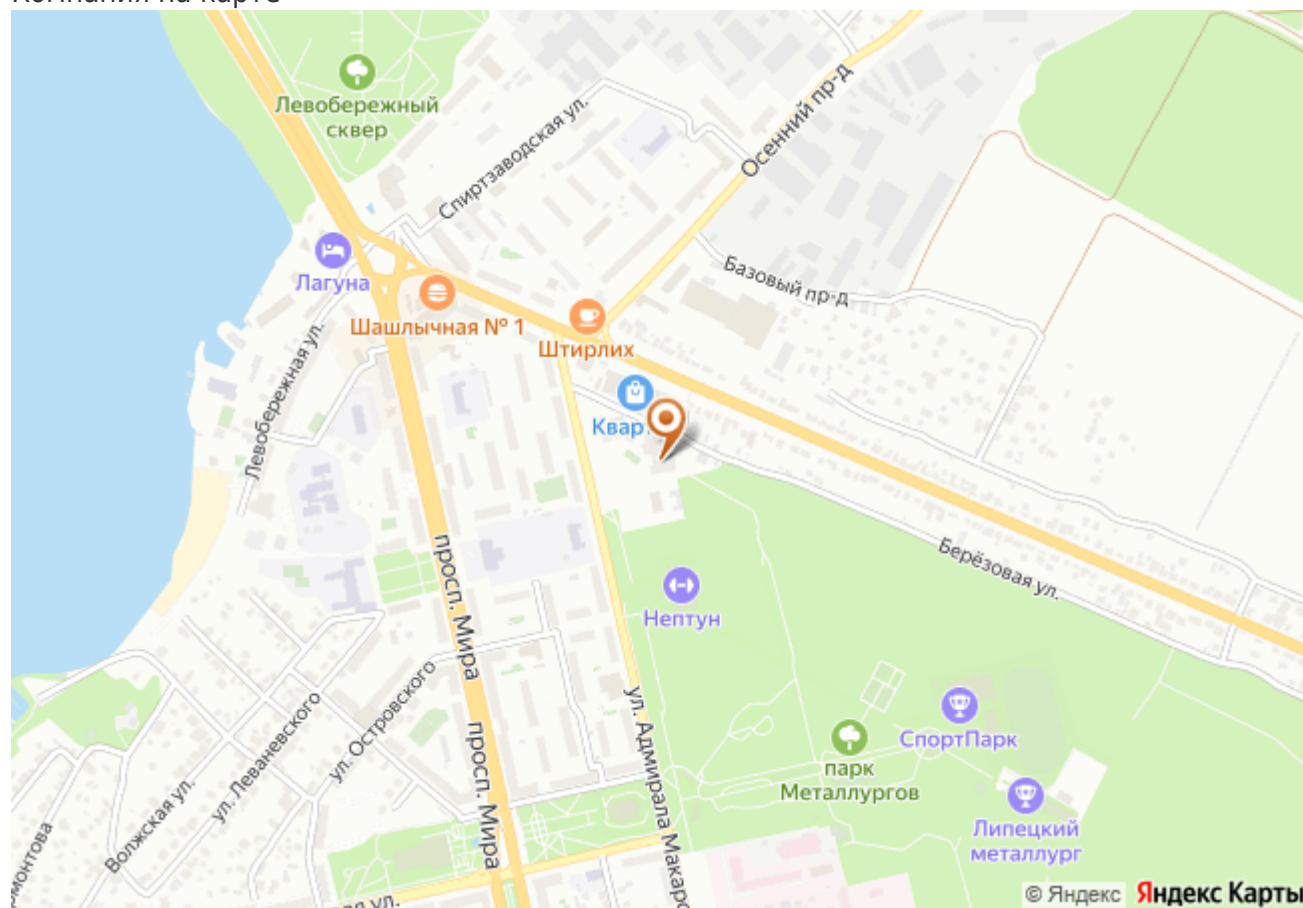 Левобережный
сквер
Спиртзаводская ул.
Осенний пр-д
Лагуна
Базовый пр-д
Шашлычная № 1
Штирлих
Левобережная ул.
Берёзовая ул.
просп. Мира
Нептун
ул. Островского
ул. Леваневского
Волжская ул.
просп. Мира
ул. Адмирала
СпортПарк
парк
Металлургов
Липецкий
металлург
© Яндекс Яндекс Карты